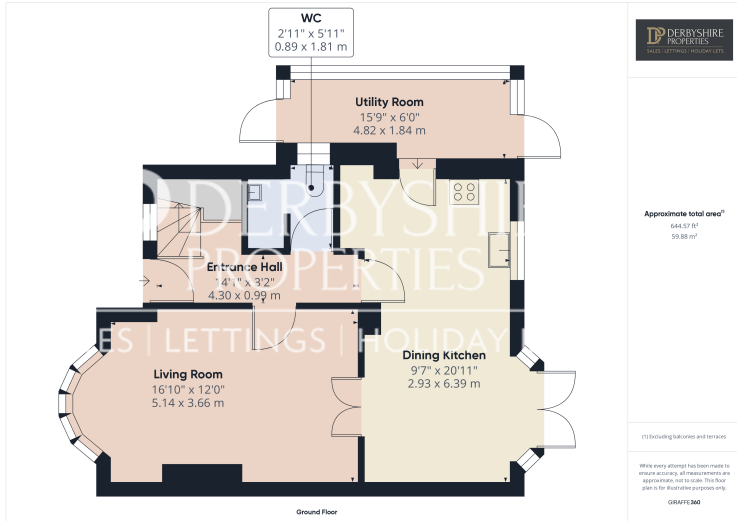 WC
2'11" x 5'11"
0.89 x 1.81 m
Utility Room
15'9" x 6'0"
4.82 x 1.84 m
Entrance Hall
14'1" x 3'2"
4.30 x 0.99 m
Living Room
16'10" x 12'0"
5.14 x 3.66 m
Dining Kitchen
9'7" x 20'11"
2.93 x 6.39 m
Ground Floor
DERBYSHIRE
PROPERTIES
ES | LETTINGS | HOLIDAY LE
DP DERBYSHIRE
PROPERTIES
SALES | LETTINGS | HOLIDAY LETS
Approximate total area⁽¹⁾
644.57 ft²
59.88 m²
(1) Excluding balconies and terraces
While every attempt has been made to
ensure accuracy, all measurements are
approximate, not to scale. This floor
plan is for illustrative purposes only.
GIRAFFE360